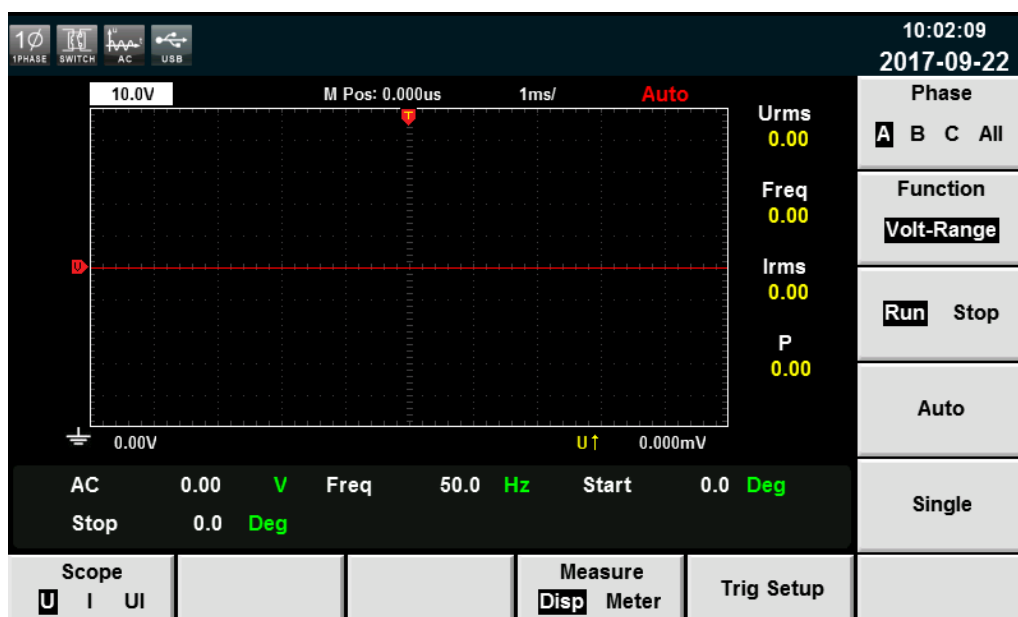 1Ø
1PHASE
SWITCH
U
t
AC
USB
10:02:09
2017-09-22
10.0V
M Pos: 0.000us
1ms/
Auto
T
U
Urms
0.00
Freq
0.00
Irms
0.00
P
0.00
0.00V
U↑
0.000mV
AC 0.00 V Freq 50.0 Hz Start 0.0 Deg
Stop 0.0 Deg
Phase
A B C All
Function
Volt-Range
Run Stop
Auto
Single
Scope
U I UI
Measure
Disp Meter
Trig Setup